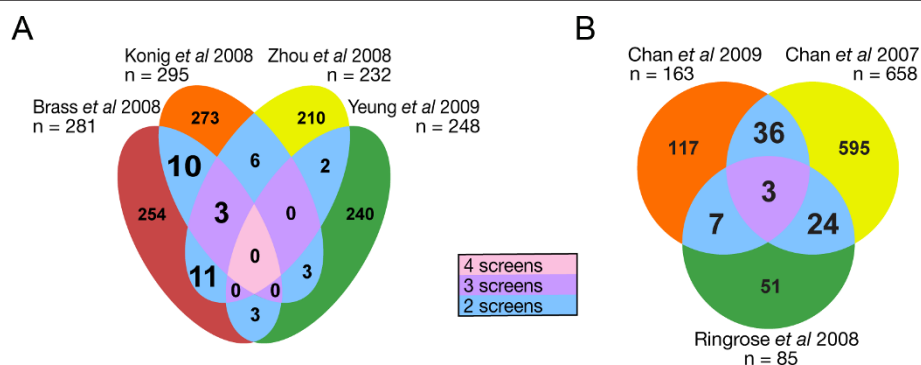 A
Konig et al 2008
n = 295
Zhou et al 2008
n = 232
Brass et al 2008
n = 281
Yeung et al 2009
n = 248
273
210
10
6
2
254
3
0
240
0
11
3
0
0
3
4 screens
3 screens
2 screens
B
Chan et al 2009
n = 163
Chan et al 2007
n = 658
117
36
595
3
7
24
51
Ringrose et al 2008
n = 85